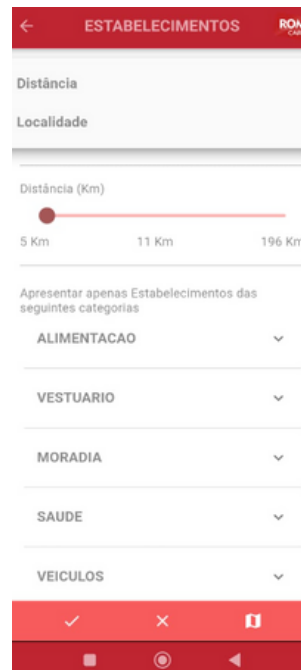 ESTABELECIMENTOS
Distância
Localidade
Distância (Km)
5 Km 11 Km 196 Km
Apresentar apenas Estabelecimentos das
seguintes categorias
ALIMENTACAO
VESTUARIO
MORADIA
SAUDE
VEICULOS